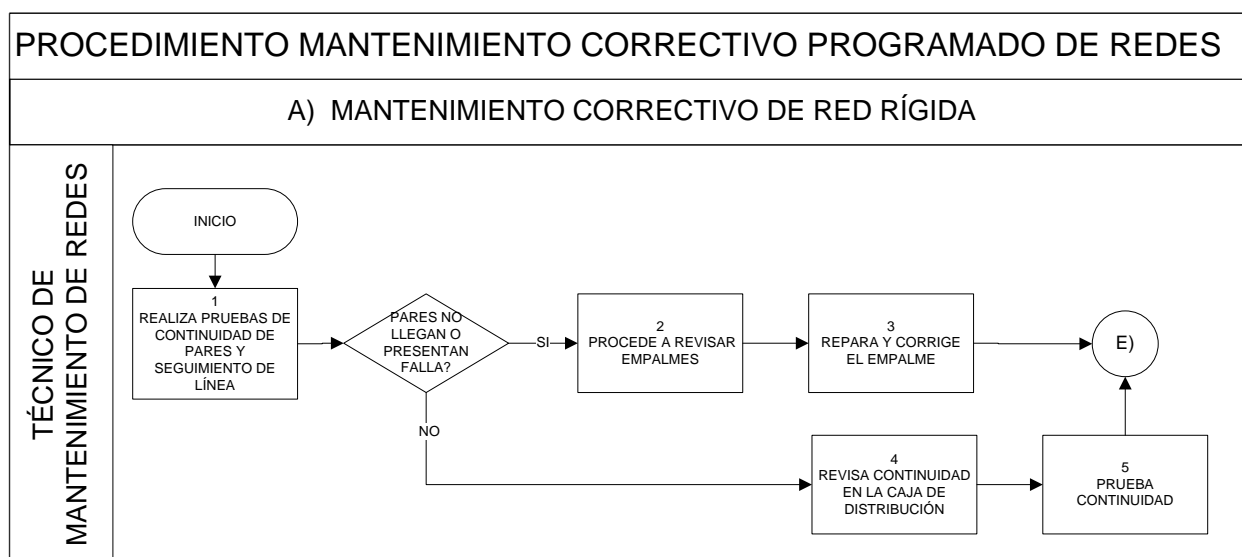 PROCEDIMIENTO MANTENIMIENTO CORRECTIVO PROGRAMADO DE REDES
A) MANTENIMIENTO CORRECTIVO DE RED RÍGIDA
TÉCNICO DE
MANTENIMIENTO DE REDES
INICIO
1
REALIZA PRUEBAS DE
CONTINUIDAD DE
PARES Y
SEGUIMIENTO DE
LÍNEA
PARES NO
LLEGAN O
PRESENTAN
FALLA?
SI
2
PROCEDE A REVISAR
EMPALMES
3
REPARA Y CORRIGE
EL EMPALME
E)
NO
4
REVISA CONTINUIDAD
EN LA CAJA DE
DISTRIBUCIÓN
5
PRUEBA
CONTINUIDAD